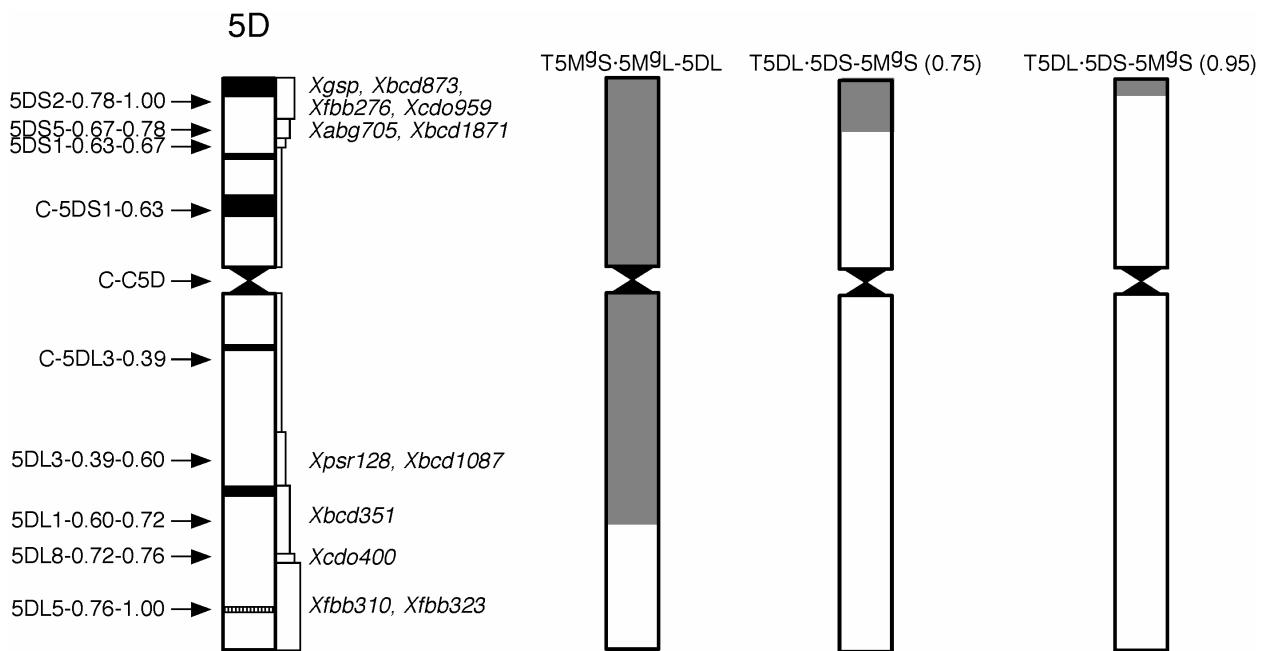 5D
T5MᵍS·5MᵍL-5DL
T5DL·5DS-5MᵍS (0.75)
T5DL·5DS-5MᵍS (0.95)
5DS2-0.78-1.00
Xgsp, Xbcd873,
Xfbb276, Xcdo959
5DS5-0.67-0.78
Xabg705, Xbcd1871
5DS1-0.63-0.67
C-5DS1-0.63
C-C5D
C-5DL3-0.39
5DL3-0.39-0.60
Xpsr128, Xbcd1087
5DL1-0.60-0.72
Xbcd351
5DL8-0.72-0.76
Xcdo400
5DL5-0.76-1.00
Xfbb310, Xfbb323